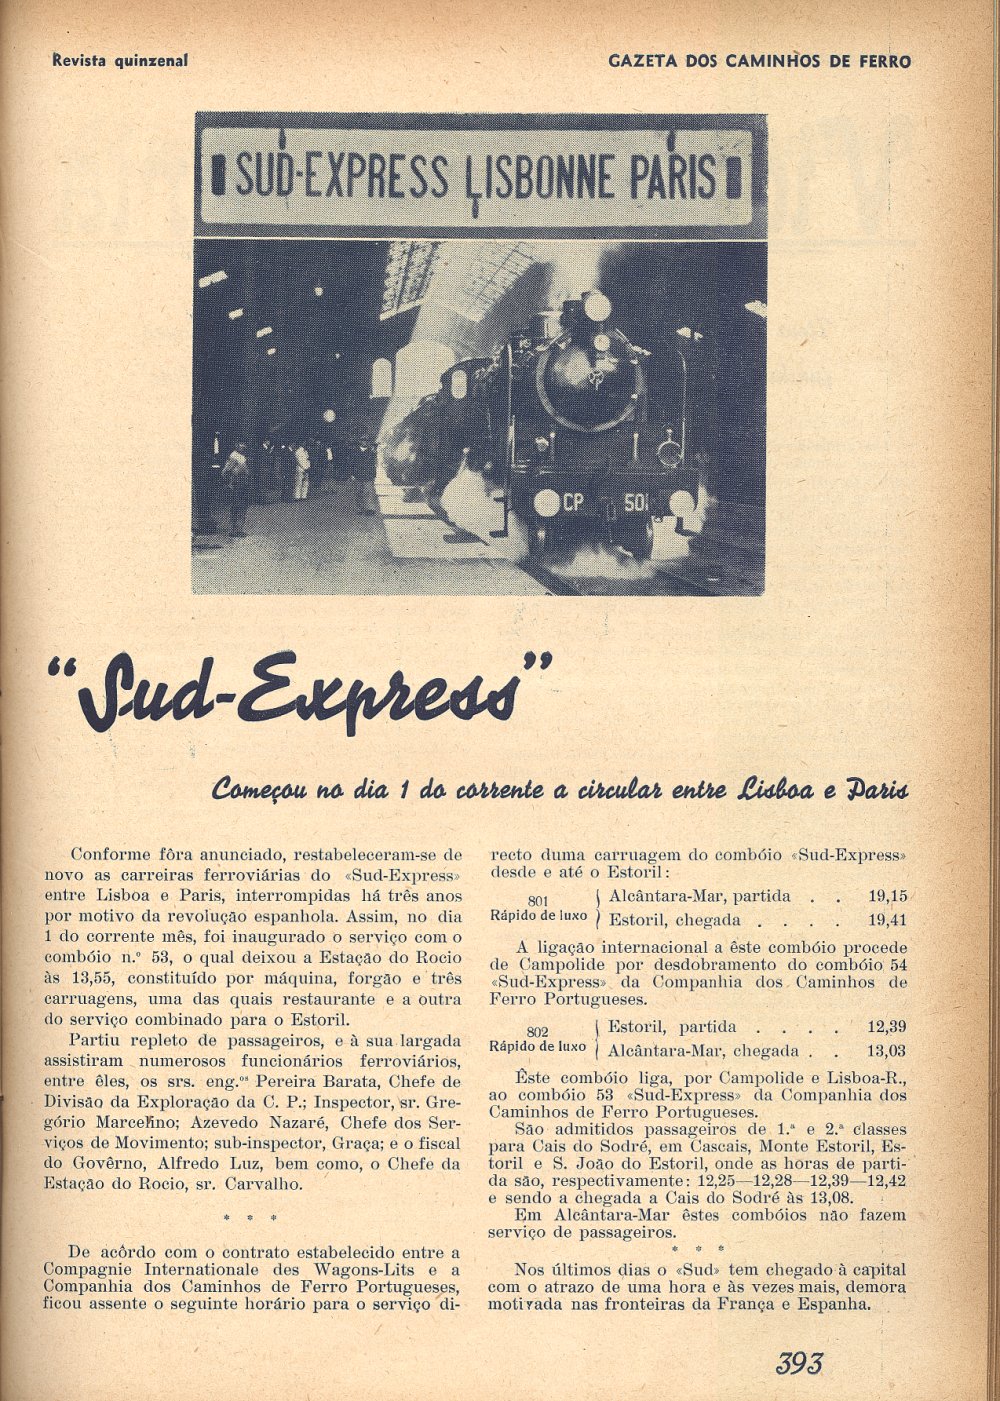 Revista quinzenal
GAZETA DOS CAMINHOS DE FERRO
SUD-EXPRESS LISBONNE PARIS
CP 501
"Sud-Express"
Começou no dia 1 do corrente a circular entre Lisboa e Paris
Conforme fôra anunciado, restabeleceram-se de
novo as carreiras ferroviárias do «Sud-Express»
entre Lisboa e Paris, interrompidas há três anos
por motivo da revolução espanhola. Assim, no dia
1 do corrente mês, foi inaugurado o serviço com o
combóio n.º 53, o qual deixou a Estação do Rocio
às 13,55, constituído por máquina, forgão e três
carruagens, uma das quais restaurante e a outra
do serviço combinado para o Estoril.
Partiu repleto de passageiros, e à sua largada
assistiram numerosos funcionários ferroviários,
entre êles, os srs. eng.os Pereira Barata, Chefe de
Divisão da Exploração da C. P.; Inspector, sr. Gre-
gório Marcelino; Azevedo Nazaré, Chefe dos Ser-
viços de Movimento; sub-inspector, Graça; e o fiscal
do Govêrno, Alfredo Luz, bem como, o Chefe da
Estação do Rocio, sr. Carvalho.
* * *
De acôrdo com o contrato estabelecido entre a
Compagnie Internationale des Wagons-Lits e a
Companhia dos Caminhos de Ferro Portugueses,
ficou assente o seguinte horário para o serviço di-
recto duma carruagem do combóio «Sud-Express»
desde e até o Estoril:
801 Rápido de luxo { Alcântara-Mar, partida . . 19,15
Estoril, chegada . . . . 19,41
A ligação internacional a êste combóio procede
de Campolide por desdobramento do combóio 54
«Sud-Express» da Companhia dos Caminhos de
Ferro Portugueses.
802 Rápido de luxo { Estoril, partida . . . . 12,39
Alcântara-Mar, chegada . . 13,03
Êste combóio liga, por Campolide e Lisboa-R.,
ao combóio 53 «Sud-Express» da Companhia dos
Caminhos de Ferro Portugueses.
São admitidos passageiros de 1.ª e 2.ª classes
para Cais do Sodré, em Cascais, Monte Estoril, Es-
toril e S. João do Estoril, onde as horas de parti-
da são, respectivamente: 12,25—12,28—12,39—12,42
e sendo a chegada a Cais do Sodré às 13,08.
Em Alcântara-Mar êstes combóios não fazem
serviço de passageiros.
* * *
Nos últimos dias o «Sud» tem chegado à capital
com o atrazo de uma hora e às vezes mais, demora
motivada nas fronteiras da França e Espanha.
393